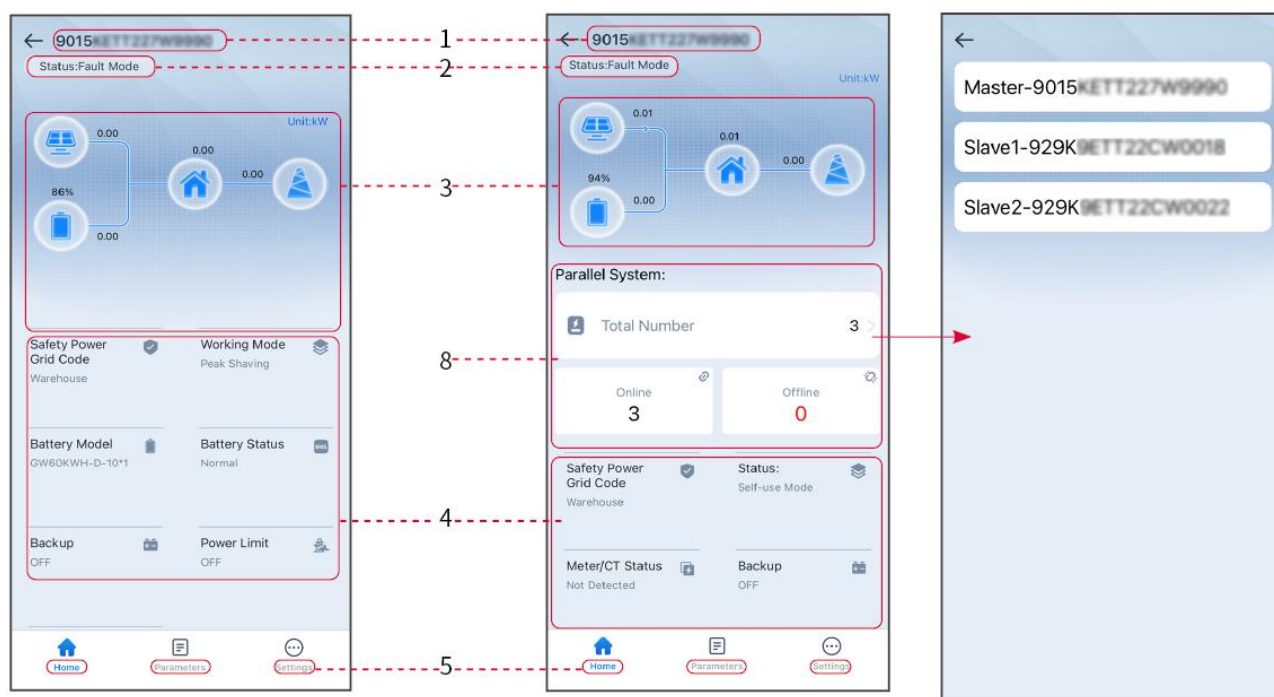 9015KETT227W9990
Status:Fault Mode
Unit:kW
0.00
0.00
0.00
86%
0.00
Safety Power
Grid Code
Warehouse
Working Mode
Peak Shaving
Battery Model
GW60KWH-D-10*1
Battery Status
Normal
BMS
Backup
OFF
Power Limit
OFF
Home
Parameters
Settings
1
2
3
8
4
5
9015KETT227W9990
Status:Fault Mode
Unit:kW
0.01
0.01
0.00
94%
0.00
Parallel System:
Total Number 3
Online
3
Offline
0
Safety Power
Grid Code
Warehouse
Status:
Self-use Mode
Meter/CT Status
Not Detected
Backup
OFF
Home
Parameters
Settings
Master-9015KETT227W9990
Slave1-929K9ETT22CW0018
Slave2-929K9ETT22CW0022